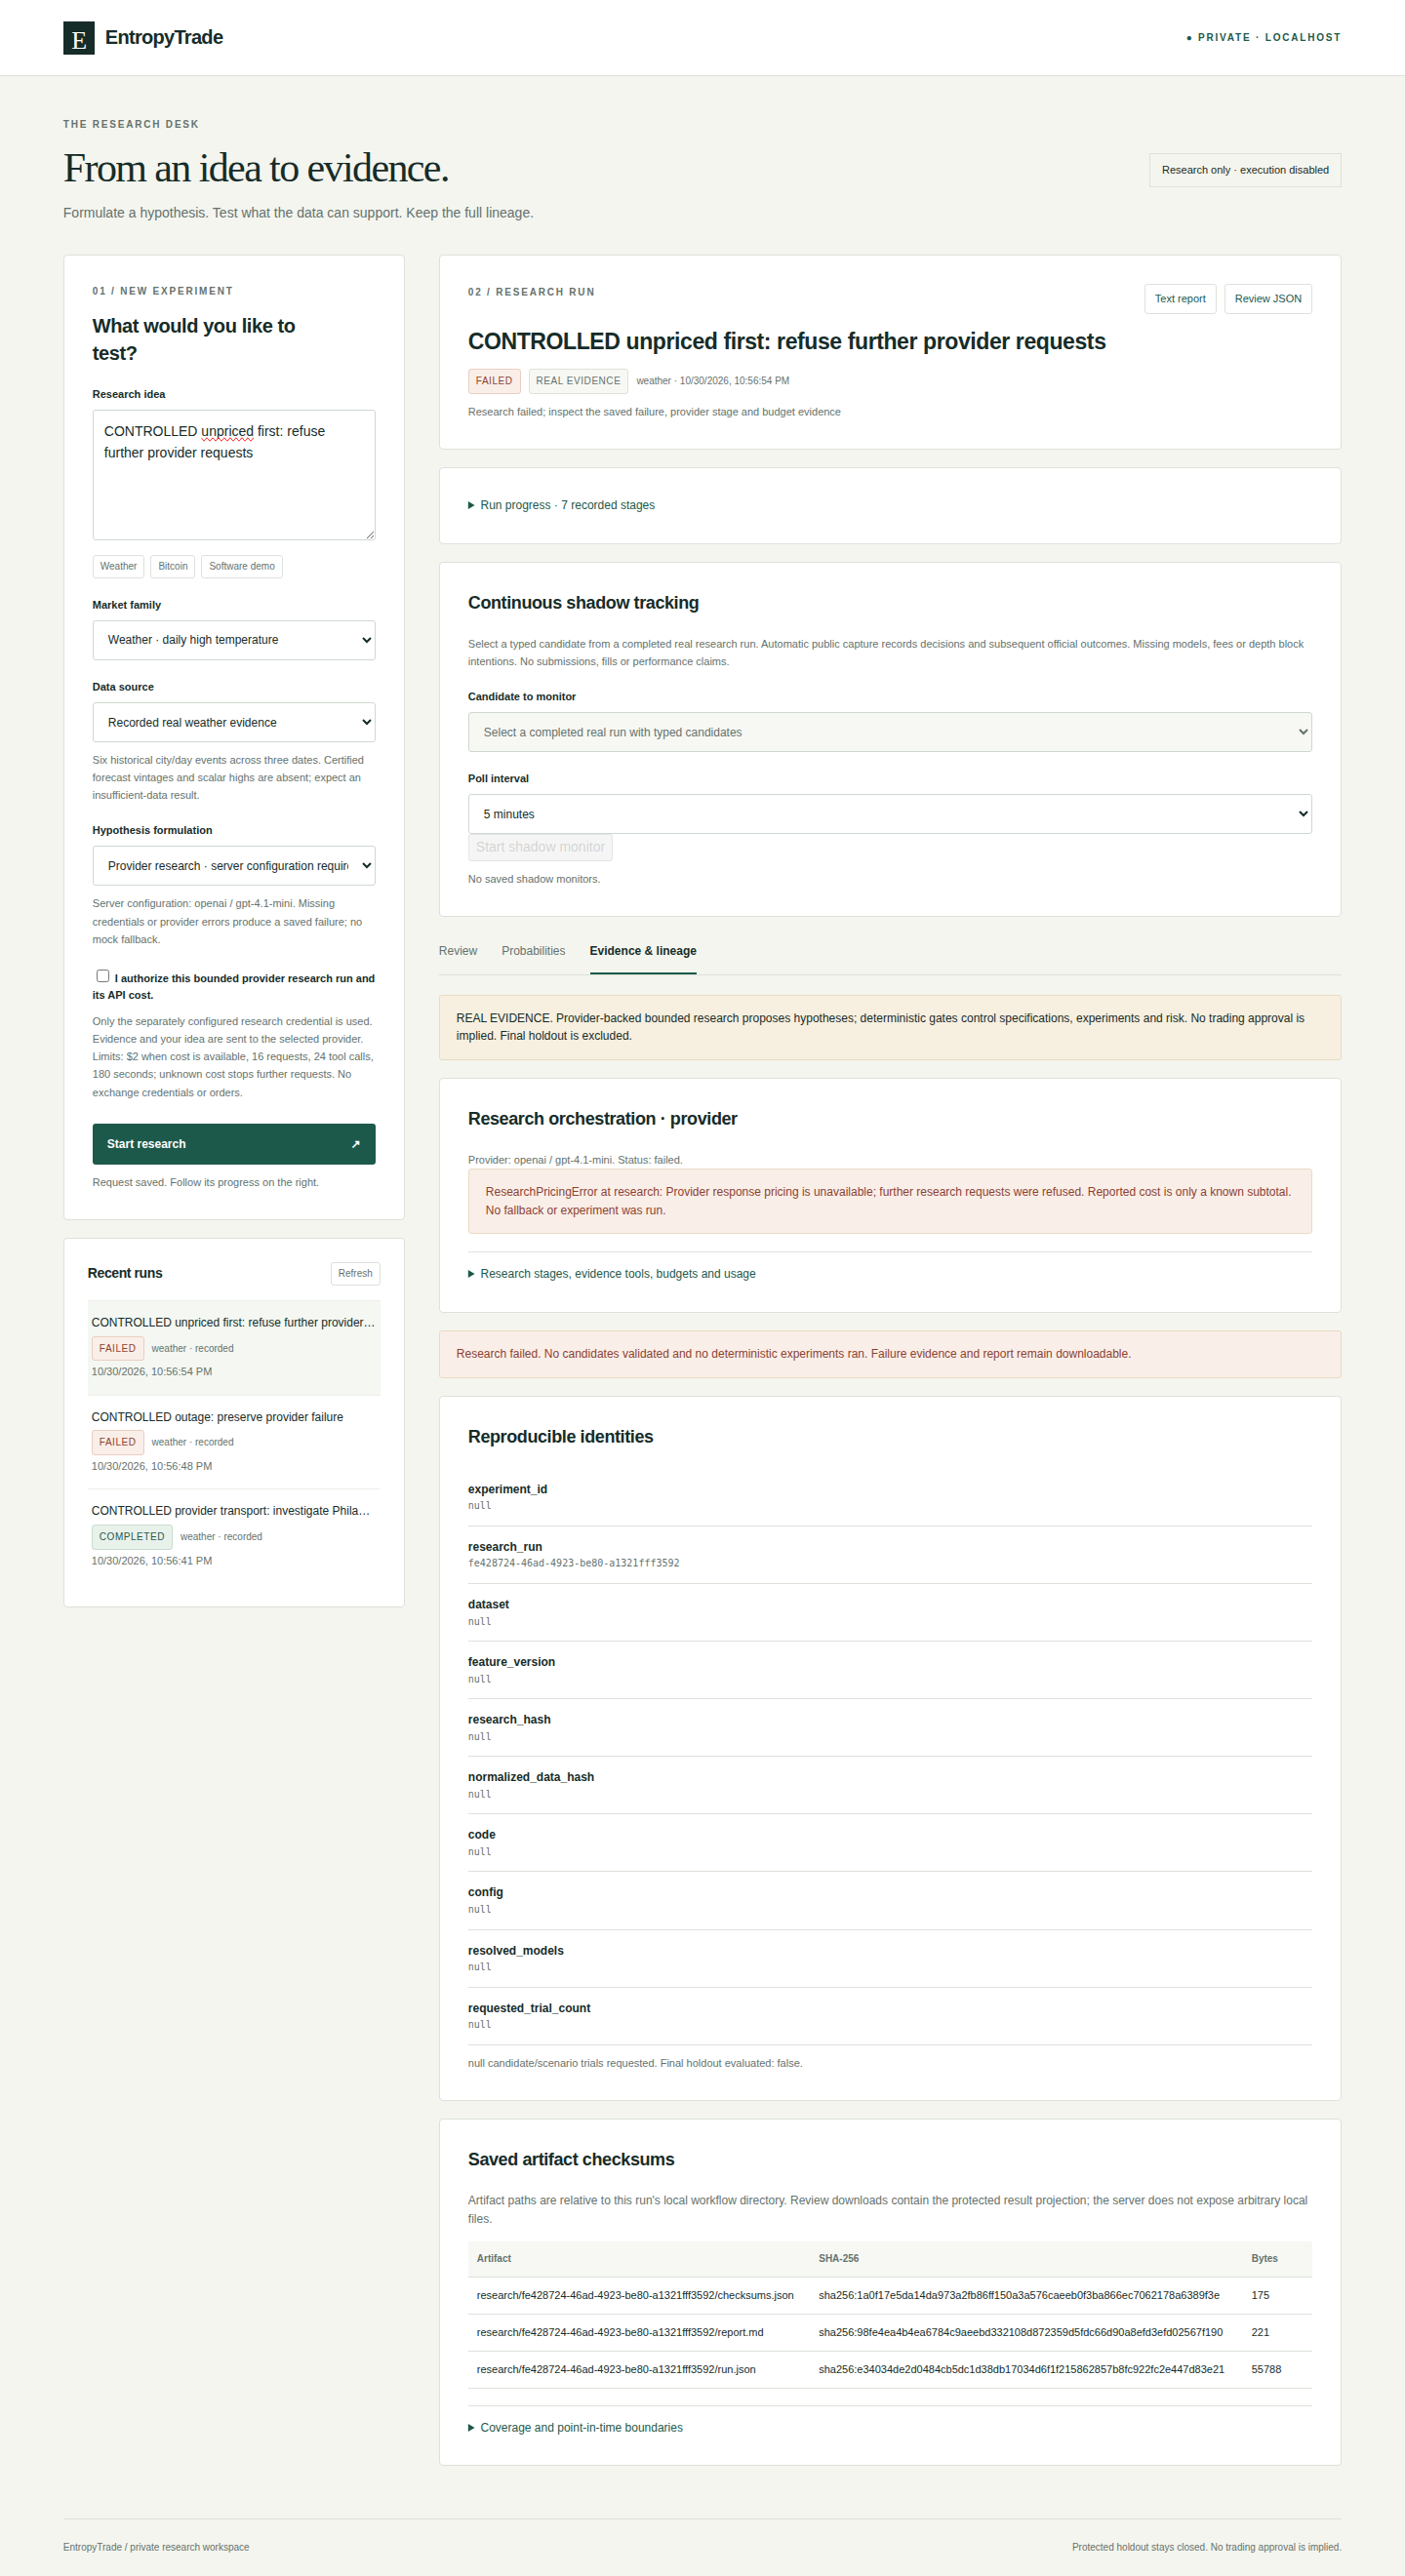 E EntropyTrade
● PRIVATE · LOCALHOST
THE RESEARCH DESK
From an idea to evidence.
Research only · execution disabled
Formulate a hypothesis. Test what the data can support. Keep the full lineage.
01 / NEW EXPERIMENT
What would you like to
test?
Research idea
CONTROLLED unpriced first: refuse
further provider requests
Weather
Bitcoin
Software demo
Market family
Weather · daily high temperature
Data source
Recorded real weather evidence
Six historical city/day events across three dates. Certified
forecast vintages and scalar highs are absent; expect an
insufficient-data result.
Hypothesis formulation
Provider research · server configuration requir
Server configuration: openai / gpt-4.1-mini. Missing
credentials or provider errors produce a saved failure; no
mock fallback.
I authorize this bounded provider research run and
its API cost.
Only the separately configured research credential is used.
Evidence and your idea are sent to the selected provider.
Limits: $2 when cost is available, 16 requests, 24 tool calls,
180 seconds; unknown cost stops further requests. No
exchange credentials or orders.
Start research ↗
Request saved. Follow its progress on the right.
Recent runs
Refresh
CONTROLLED unpriced first: refuse further provider…
FAILED weather · recorded
10/30/2026, 10:56:54 PM
CONTROLLED outage: preserve provider failure
FAILED weather · recorded
10/30/2026, 10:56:48 PM
CONTROLLED provider transport: investigate Phila…
COMPLETED weather · recorded
10/30/2026, 10:56:41 PM
02 / RESEARCH RUN
Text report
Review JSON
CONTROLLED unpriced first: refuse further provider requests
FAILED REAL EVIDENCE weather · 10/30/2026, 10:56:54 PM
Research failed; inspect the saved failure, provider stage and budget evidence
▶ Run progress · 7 recorded stages
Continuous shadow tracking
Select a typed candidate from a completed real research run. Automatic public capture records decisions and subsequent official outcomes. Missing models, fees or depth block
intentions. No submissions, fills or performance claims.
Candidate to monitor
Select a completed real run with typed candidates
Poll interval
5 minutes
Start shadow monitor
No saved shadow monitors.
Review Probabilities Evidence & lineage
REAL EVIDENCE. Provider-backed bounded research proposes hypotheses; deterministic gates control specifications, experiments and risk. No trading approval is
implied. Final holdout is excluded.
Research orchestration · provider
Provider: openai / gpt-4.1-mini. Status: failed.
ResearchPricingError at research: Provider response pricing is unavailable; further research requests were refused. Reported cost is only a known subtotal.
No fallback or experiment was run.
▶ Research stages, evidence tools, budgets and usage
Research failed. No candidates validated and no deterministic experiments ran. Failure evidence and report remain downloadable.
Reproducible identities
experiment_id
null
research_run
fe428724-46ad-4923-be80-a1321fff3592
dataset
null
feature_version
null
research_hash
null
normalized_data_hash
null
code
null
config
null
resolved_models
null
requested_trial_count
null
null candidate/scenario trials requested. Final holdout evaluated: false.
Saved artifact checksums
Artifact paths are relative to this run's local workflow directory. Review downloads contain the protected result projection; the server does not expose arbitrary local
files.
Artifact SHA-256 Bytes
research/fe428724-46ad-4923-be80-a1321fff3592/checksums.json sha256:1a0f17e5da14da973a2fb86ff150a3a576caeeb0f3ba866ec7062178a6389f3e 175
research/fe428724-46ad-4923-be80-a1321fff3592/report.md sha256:98fe4ea4b4ea6784c9aeebd332108d872359d5fdc66d90a8efd3efd02567f190 221
research/fe428724-46ad-4923-be80-a1321fff3592/run.json sha256:e34034de2d0484cb5dc1d38db17034d6f1f215862857b8fc922fc2e447d83e21 55788
▶ Coverage and point-in-time boundaries
EntropyTrade / private research workspace
Protected holdout stays closed. No trading approval is implied.